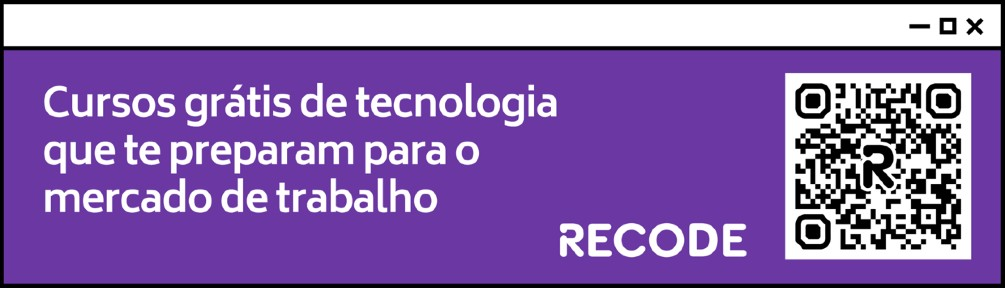 Cursos grátis de tecnologia
que te preparam para o
mercado de trabalho
RECODE
R